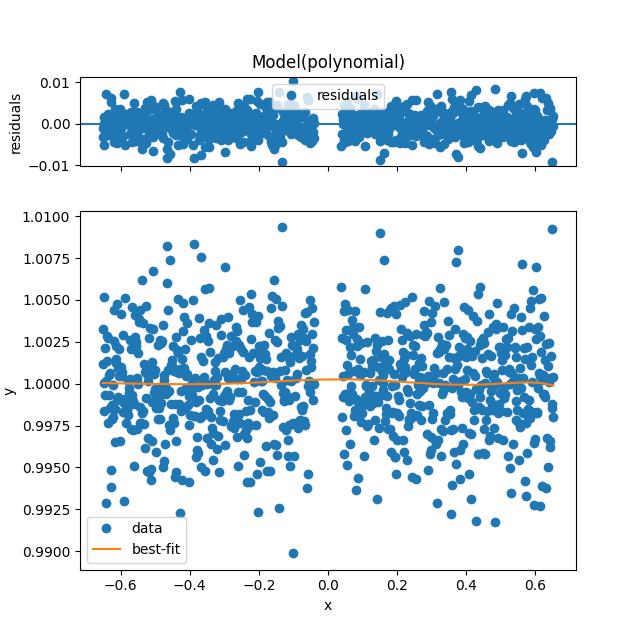 Model(polynomial)
0.01
0.00
−0.01
residuals
residuals
1.0100
1.0075
1.0050
1.0025
1.0000
0.9975
0.9950
0.9925
0.9900
y
data
best-fit
−0.6 −0.4 −0.2 0.0 0.2 0.4 0.6
x